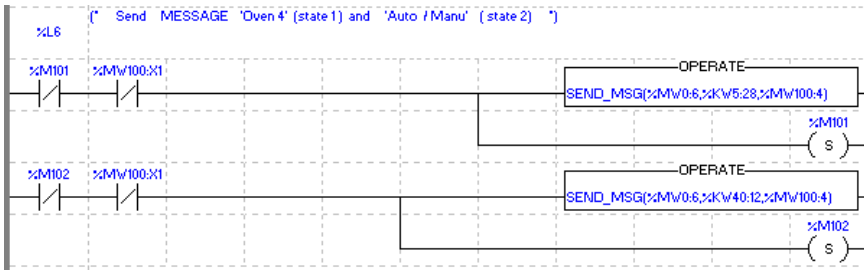 (* Send MESSAGE 'Oven 4' (state 1) and 'Auto / Manu' (state 2) *)
%L6
%M101 %MW100:X1
OPERATE
SEND_MSG(%MW0:6,%KW5:28,%MW100:4)
%M101
S
%M102 %MW100:X1
OPERATE
SEND_MSG(%MW0:6,%KW40:12,%MW100:4)
%M102
S